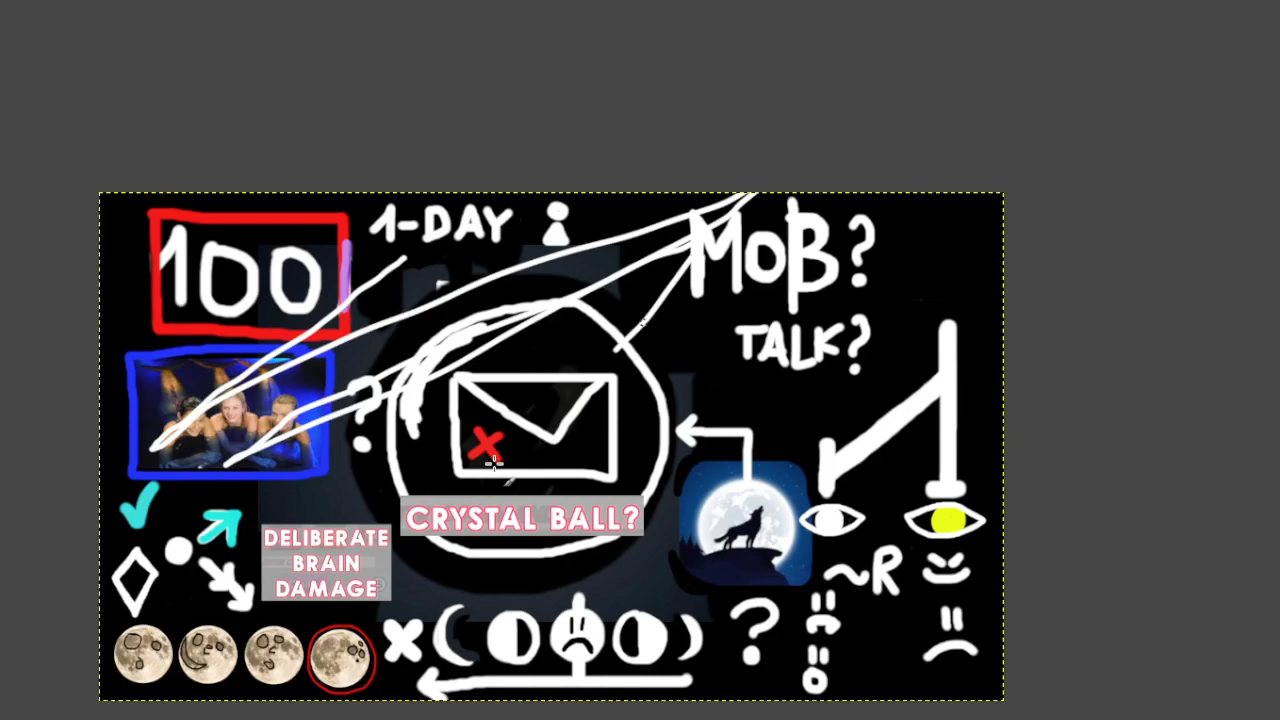 100
1-DAY
MOB?
TALK?
?
CRYSTAL BALL?
DELIBERATE
BRAIN
DAMAGE
~R
?